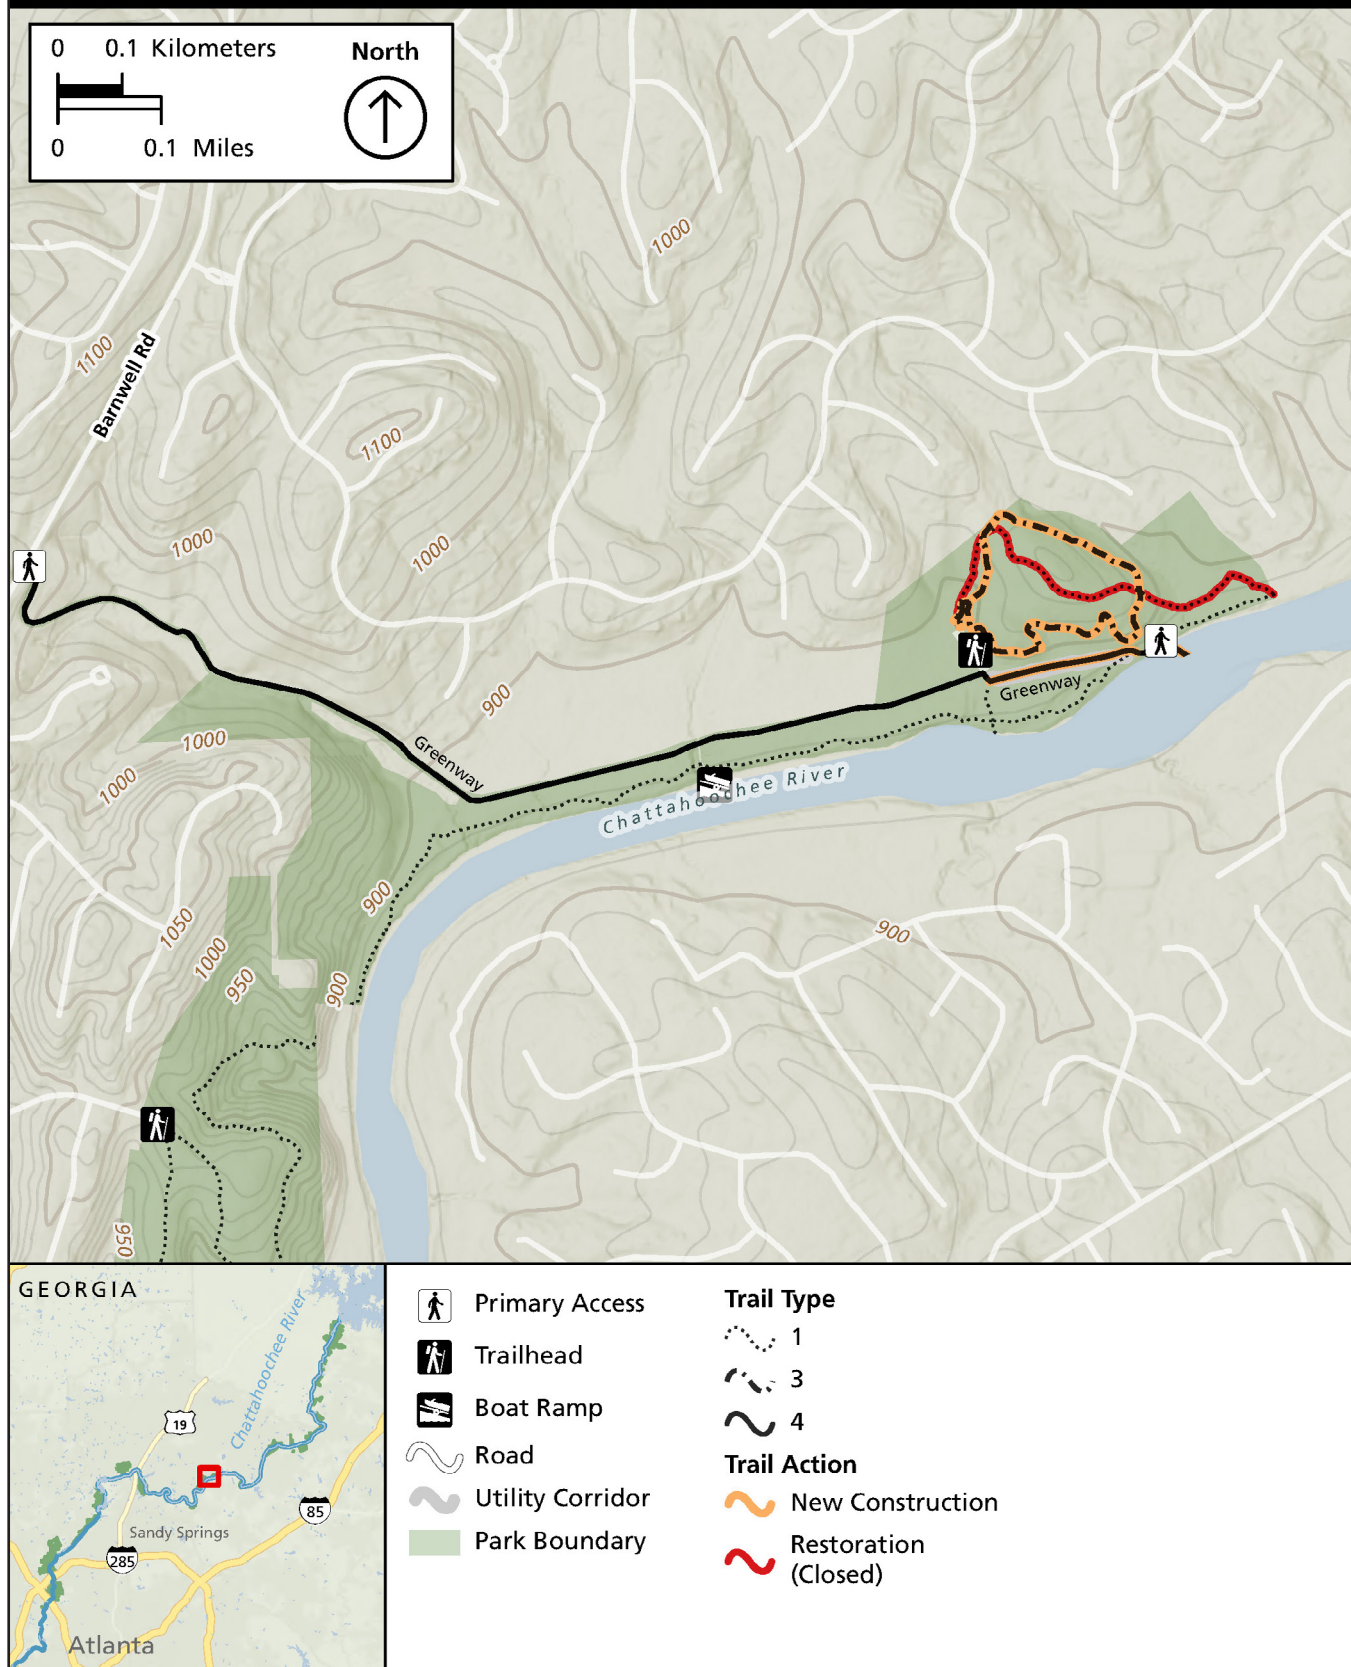 0 0.1 Kilometers
North
0 0.1 Miles
1000
1100
Barnwell Rd
1100
1000
1000
900
Greenway
1000
Greenway
1000
Chattahoochee River
900
1050
900
1000
950
900
950
GEORGIA
Chattahoochee River
19
85
Sandy Springs
285
Atlanta
Primary Access
Trailhead
Boat Ramp
Road
Utility Corridor
Park Boundary
Trail Type
1
3
4
Trail Action
New Construction
Restoration
(Closed)